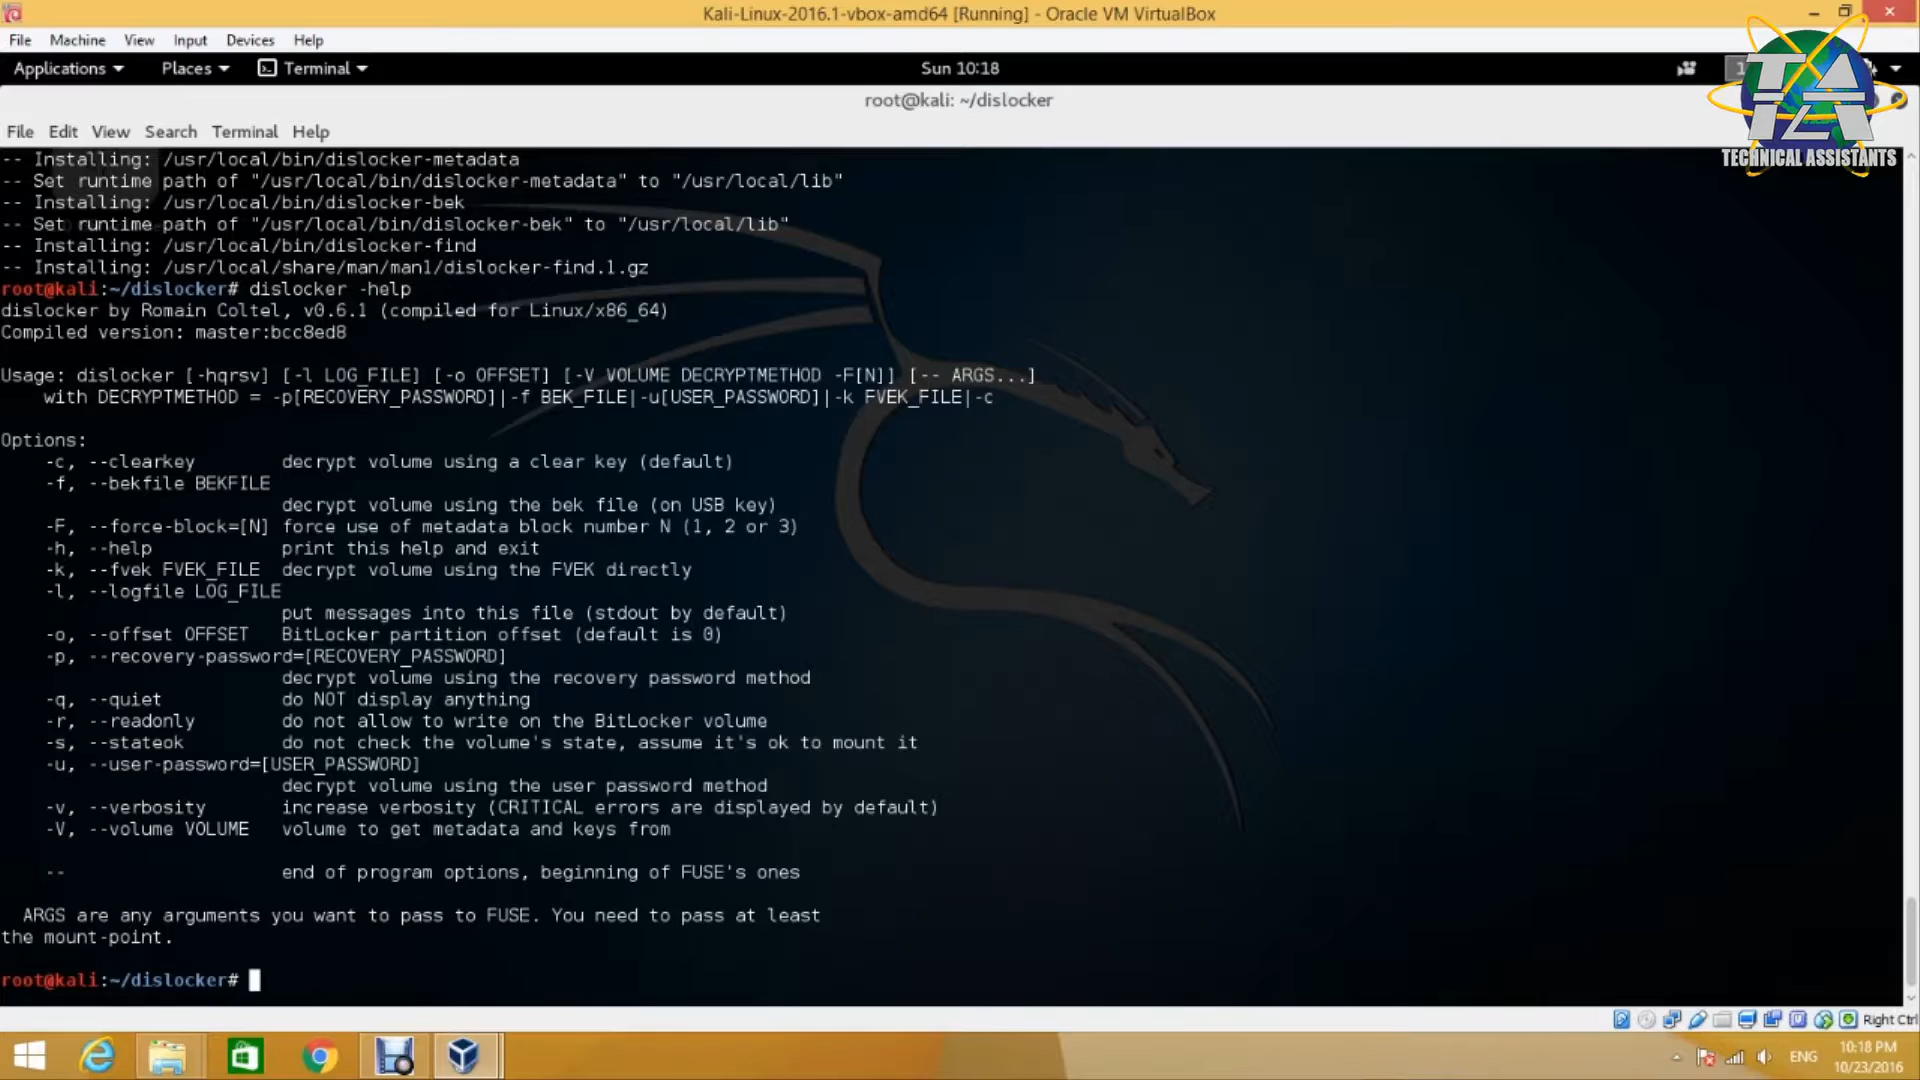 Kali-Linux-2016.1-vbox-amd64 [Running] - Oracle VM VirtualBox
File Machine View Input Devices Help
Applications Places Terminal Sun 10:18 1
TA
TECHNICAL ASSISTANTS
root@kali: ~/dislocker
File Edit View Search Terminal Help
-- Installing: /usr/local/bin/dislocker-metadata
-- Set runtime path of "/usr/local/bin/dislocker-metadata" to "/usr/local/lib"
-- Installing: /usr/local/bin/dislocker-bek
-- Set runtime path of "/usr/local/bin/dislocker-bek" to "/usr/local/lib"
-- Installing: /usr/local/bin/dislocker-find
-- Installing: /usr/local/share/man/man1/dislocker-find.1.gz
root@kali:~/dislocker# dislocker -help
dislocker by Romain Coltel, v0.6.1 (compiled for Linux/x86_64)
Compiled version: master:bcc8ed8
Usage: dislocker [-hqrsv] [-l LOG_FILE] [-o OFFSET] [-V VOLUME DECRYPTMETHOD -F[N]] [-- ARGS...]
with DECRYPTMETHOD = -p[RECOVERY_PASSWORD]|-f BEK_FILE|-u[USER_PASSWORD]|-k FVEK_FILE|-c
Options:
-c, --clearkey decrypt volume using a clear key (default)
-f, --bekfile BEKFILE
decrypt volume using the bek file (on USB key)
-F, --force-block=[N] force use of metadata block number N (1, 2 or 3)
-h, --help print this help and exit
-k, --fvek FVEK_FILE decrypt volume using the FVEK directly
-l, --logfile LOG_FILE
put messages into this file (stdout by default)
-o, --offset OFFSET BitLocker partition offset (default is 0)
-p, --recovery-password=[RECOVERY_PASSWORD]
decrypt volume using the recovery password method
-q, --quiet do NOT display anything
-r, --readonly do not allow to write on the BitLocker volume
-s, --stateok do not check the volume's state, assume it's ok to mount it
-u, --user-password=[USER_PASSWORD]
decrypt volume using the user password method
-v, --verbosity increase verbosity (CRITICAL errors are displayed by default)
-V, --volume VOLUME volume to get metadata and keys from
-- end of program options, beginning of FUSE's ones
ARGS are any arguments you want to pass to FUSE. You need to pass at least
the mount-point.
root@kali:~/dislocker#
Right Ctrl
ENG
10:18 PM
10/23/2016